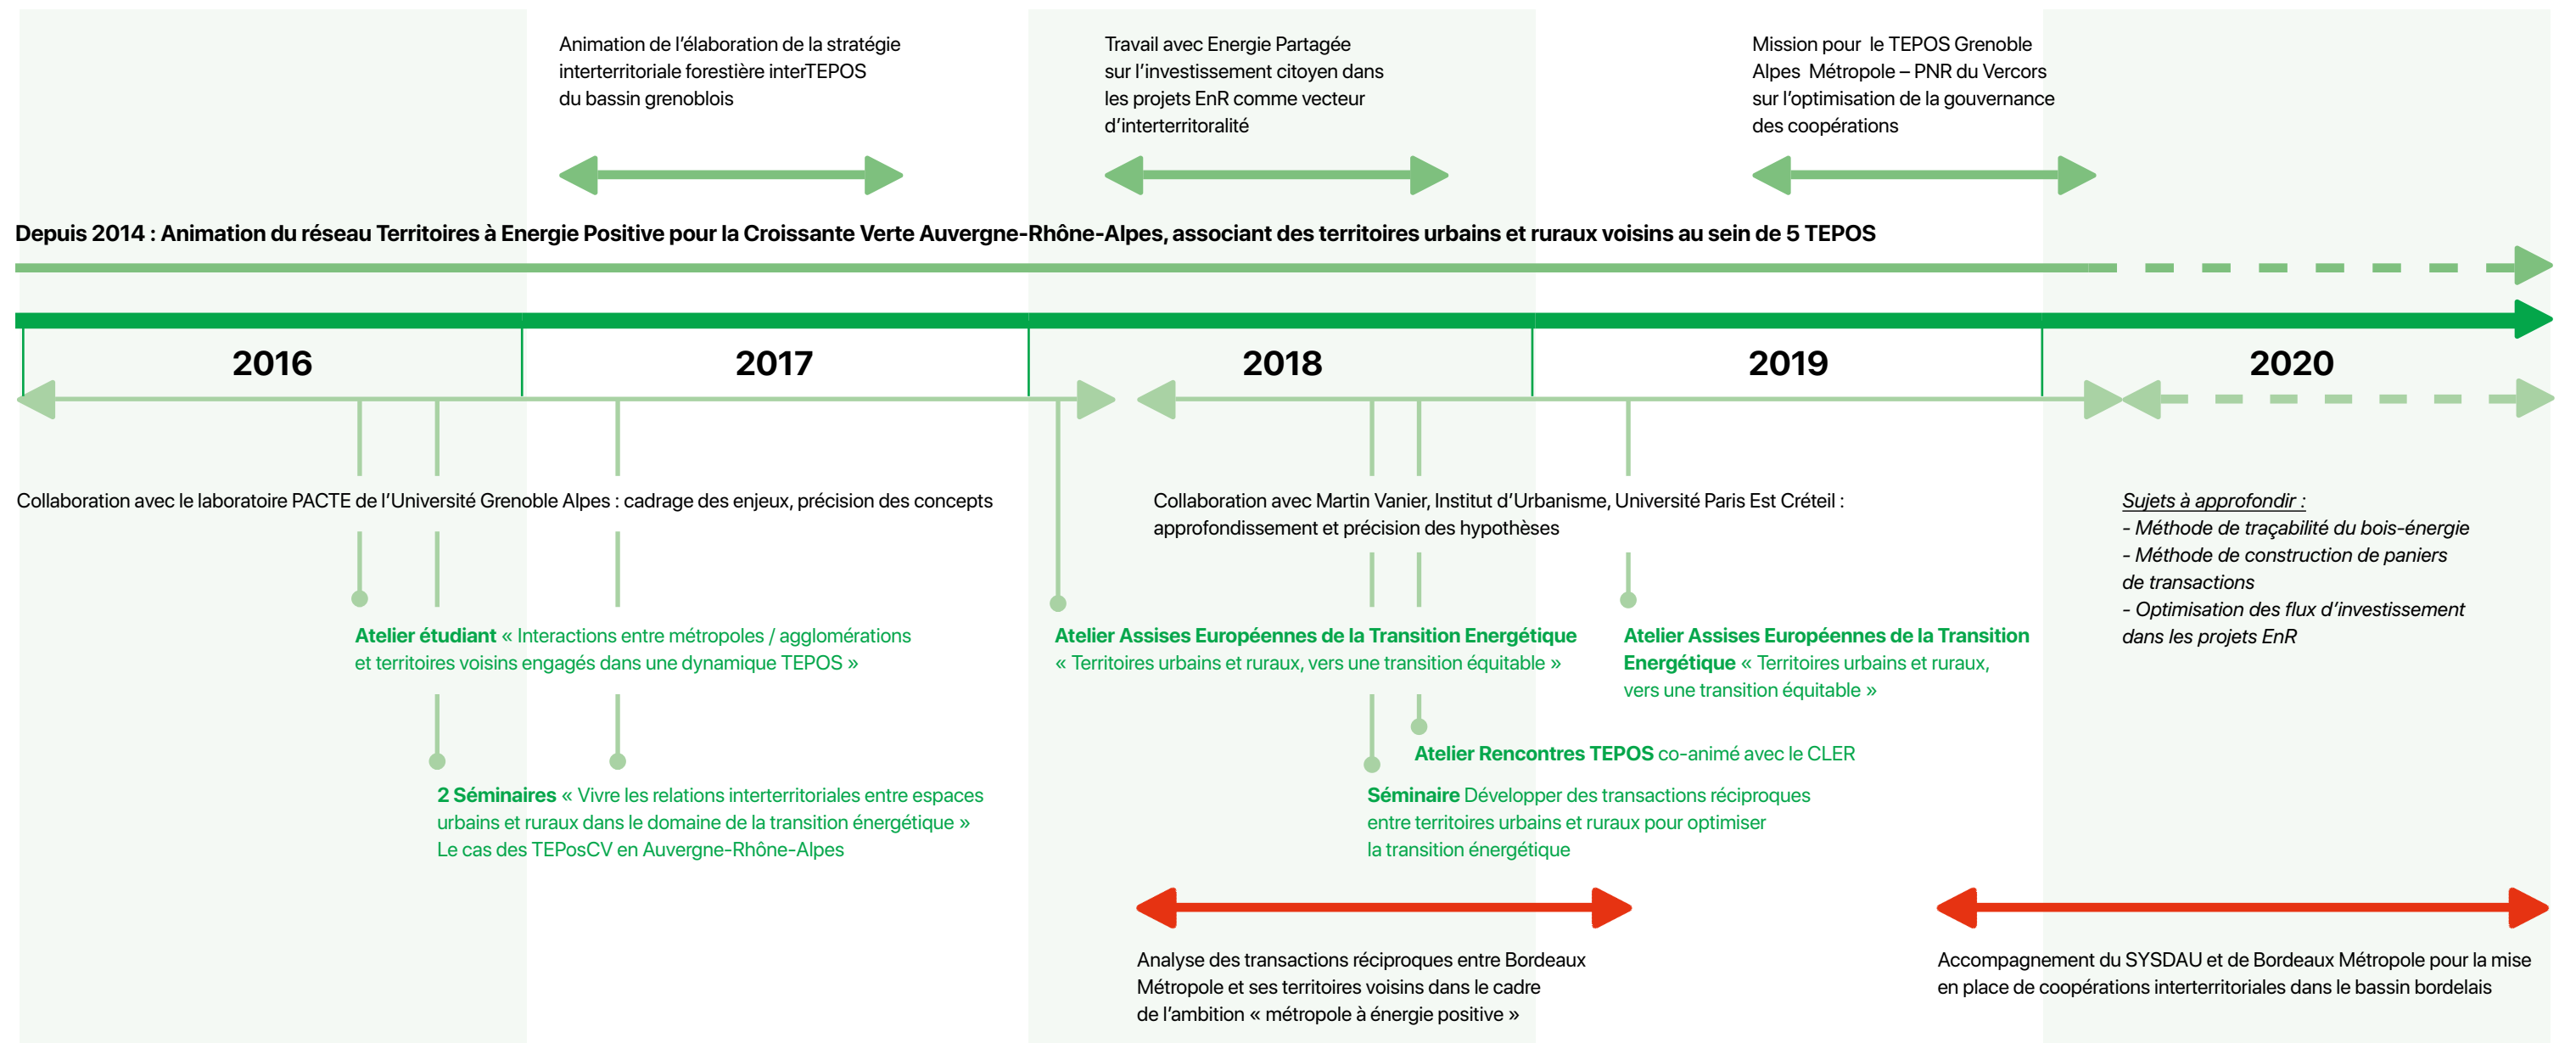 Animation de l'élaboration de la stratégie
interterritoriale forestière interTEPOS
du bassin grenoblois
Travail avec Energie Partagée
sur l'investissement citoyen dans
les projets EnR comme vecteur
d'interterritoralité
Mission pour le TEPOS Grenoble
Alpes Métropole – PNR du Vercors
sur l'optimisation de la gouvernance
des coopérations
Depuis 2014 : Animation du réseau Territoires à Energie Positive pour la Croissante Verte Auvergne-Rhône-Alpes, associant des territoires urbains et ruraux voisins au sein de 5 TEPOS
2016
2017
2018
2019
2020
Collaboration avec le laboratoire PACTE de l'Université Grenoble Alpes : cadrage des enjeux, précision des concepts
Collaboration avec Martin Vanier, Institut d'Urbanisme, Université Paris Est Créteil :
approfondissement et précision des hypothèses
Sujets à approfondir :
- Méthode de traçabilité du bois-énergie
- Méthode de construction de paniers
de transactions
- Optimisation des flux d'investissement
dans les projets EnR
Atelier étudiant « Interactions entre métropoles / agglomérations
et territoires voisins engagés dans une dynamique TEPOS »
Atelier Assises Européennes de la Transition Energétique
« Territoires urbains et ruraux, vers une transition équitable »
Atelier Assises Européennes de la Transition
Energétique « Territoires urbains et ruraux,
vers une transition équitable »
Atelier Rencontres TEPOS co-animé avec le CLER
2 Séminaires « Vivre les relations interterritoriales entre espaces
urbains et ruraux dans le domaine de la transition énergétique »
Le cas des TEPosCV en Auvergne-Rhône-Alpes
Séminaire Développer des transactions réciproques
entre territoires urbains et ruraux pour optimiser
la transition énergétique
Analyse des transactions réciproques entre Bordeaux
Métropole et ses territoires voisins dans le cadre
de l'ambition « métropole à énergie positive »
Accompagnement du SYSDAU et de Bordeaux Métropole pour la mise
en place de coopérations interterritoriales dans le bassin bordelais